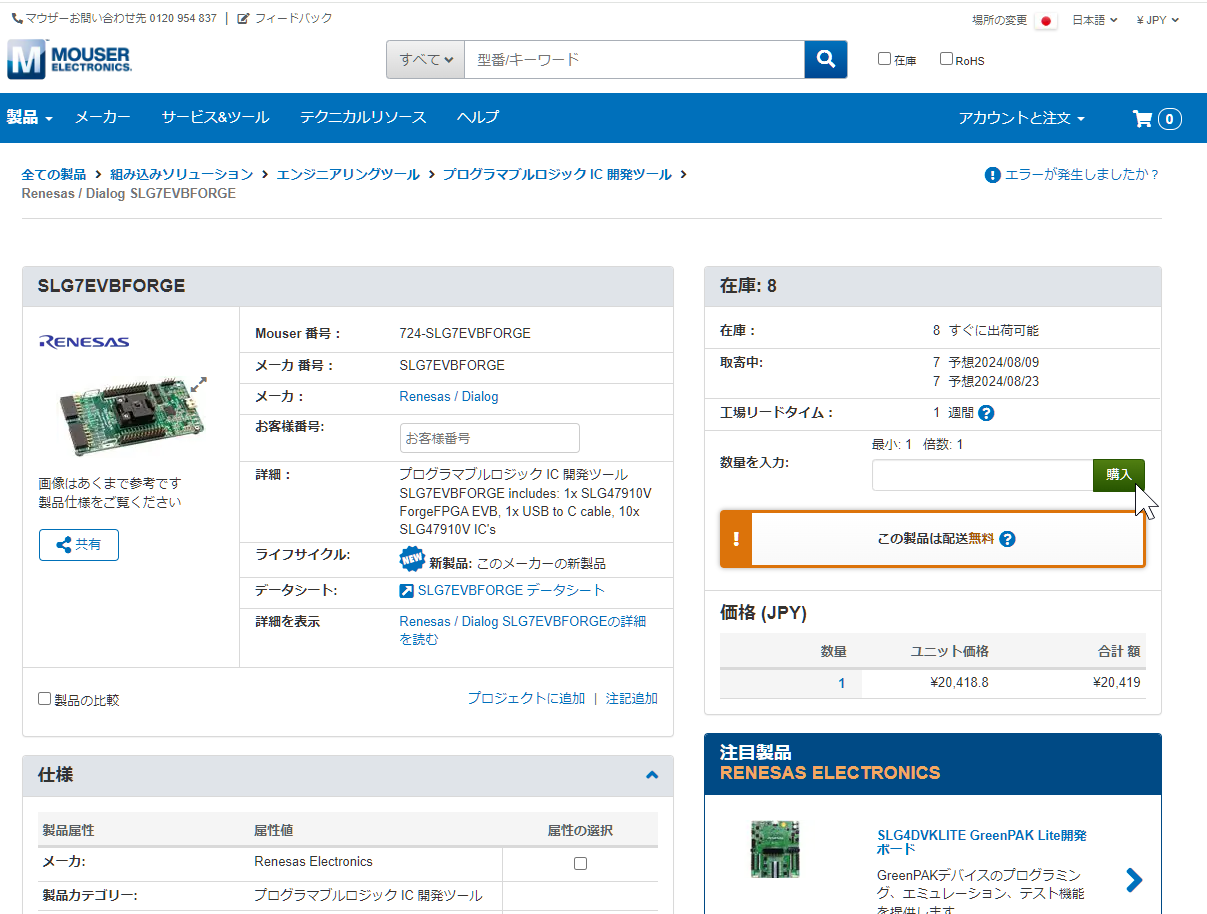 マウザーお問い合わせ先 0120 954 837 | フィードバック
場所の変更 日本語 ¥ JPY
MOUSER
ELECTRONICS
すべて 型番/キーワード 在庫 RoHS
製品 メーカー サービス&ツール テクニカルリソース ヘルプ アカウントと注文 0
全ての製品 > 組み込みソリューション > エンジニアリングツール > プログラマブルロジック IC 開発ツール >
Renesas / Dialog SLG7EVBFORGE
エラーが発生しましたか？
SLG7EVBFORGE
RENESAS
画像はあくまで参考です
製品仕様をご覧ください
共有
Mouser 番号： 724-SLG7EVBFORGE
メーカ 番号： SLG7EVBFORGE
メーカ： Renesas / Dialog
お客様番号: お客様番号
詳細： プログラマブルロジック IC 開発ツール
SLG7EVBFORGE includes: 1x SLG47910V
ForgeFPGA EVB, 1x USB to C cable, 10x
SLG47910V IC's
ライフサイクル: NEW 新製品: このメーカーの新製品
データシート: SLG7EVBFORGE データシート
詳細を表示 Renesas / Dialog SLG7EVBFORGEの詳細
を読む
製品の比較 プロジェクトに追加 | 注記追加
仕様
製品属性 属性値 属性の選択
メーカ: Renesas Electronics
製品カテゴリー: プログラマブルロジック IC 開発ツール
在庫: 8
在庫： 8 すぐに出荷可能
取寄中: 7 予想2024/08/09
7 予想2024/08/23
工場リードタイム： 1 週間
最小: 1 倍数: 1
数量を入力: 購入
この製品は配送無料
価格 (JPY)
数量 ユニット価格 合計 額
1 ¥20,418.8 ¥20,419
注目製品
RENESAS ELECTRONICS
SLG4DVKLITE GreenPAK Lite開発
ボード
GreenPAKデバイスのプログラミン
グ、エミュレーション、テスト機能
を提供します